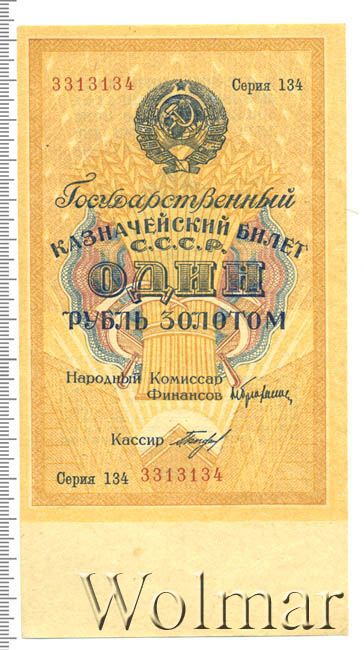 3313134 Серия 134
Государственный
КАЗНАЧЕЙСКИЙ БИЛЕТ
С.С.С.Р.
ОДИН
РУБЛЬ ЗОЛОТОМ
Народный Комиссар
Финансов
Кассир
Серия 134 3313134
Wolmar